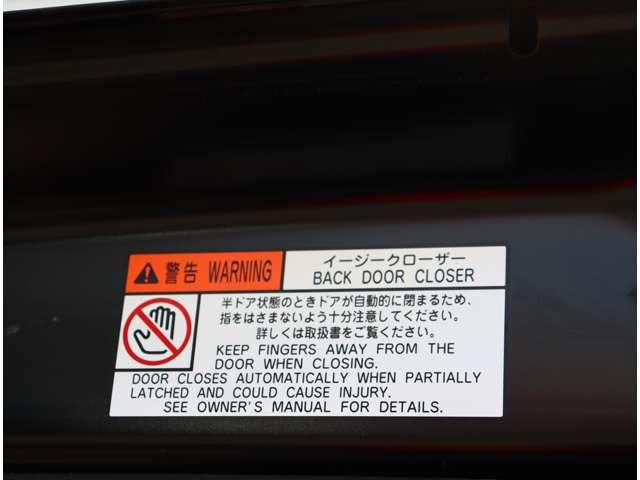 警告 WARNING
イージークローザー
BACK DOOR CLOSER
半ドア状態のときドアが自動的に閉まるため、
指をはさまないよう十分注意してください。
詳しくは取扱書をご覧ください。
KEEP FINGERS AWAY FROM THE
DOOR WHEN CLOSING.
DOOR CLOSES AUTOMATICALLY WHEN PARTIALLY
LATCHED AND COULD CAUSE INJURY.
SEE OWNER'S MANUAL FOR DETAILS.